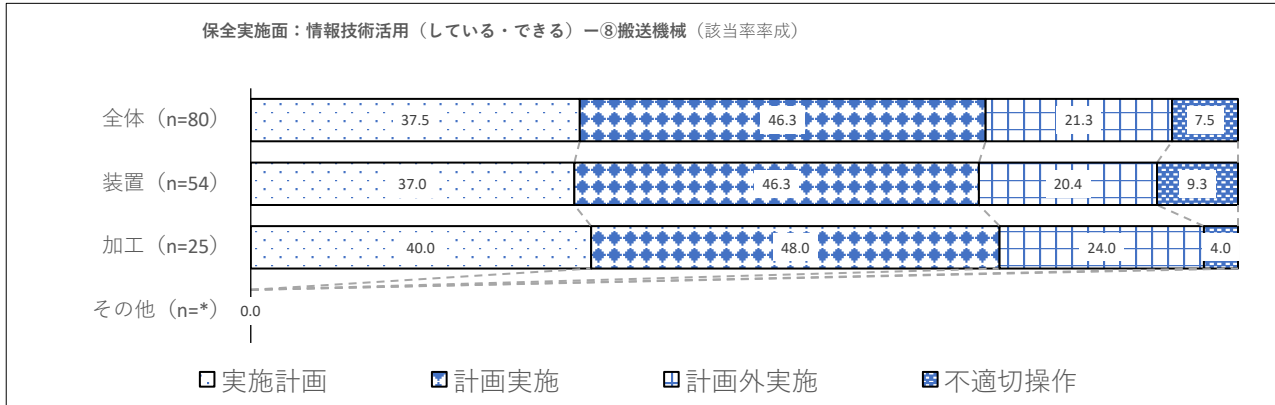 保全実施面：情報技術活用（している・できる）ー⑧搬送機械（該当率率成）
全体（n=80） 37.5 46.3 21.3 7.5
装置（n=54） 37.0 46.3 20.4 9.3
加工（n=25） 40.0 48.0 24.0 4.0
その他（n=*） 0.0
実施計画 計画実施 計画外実施 不適切操作